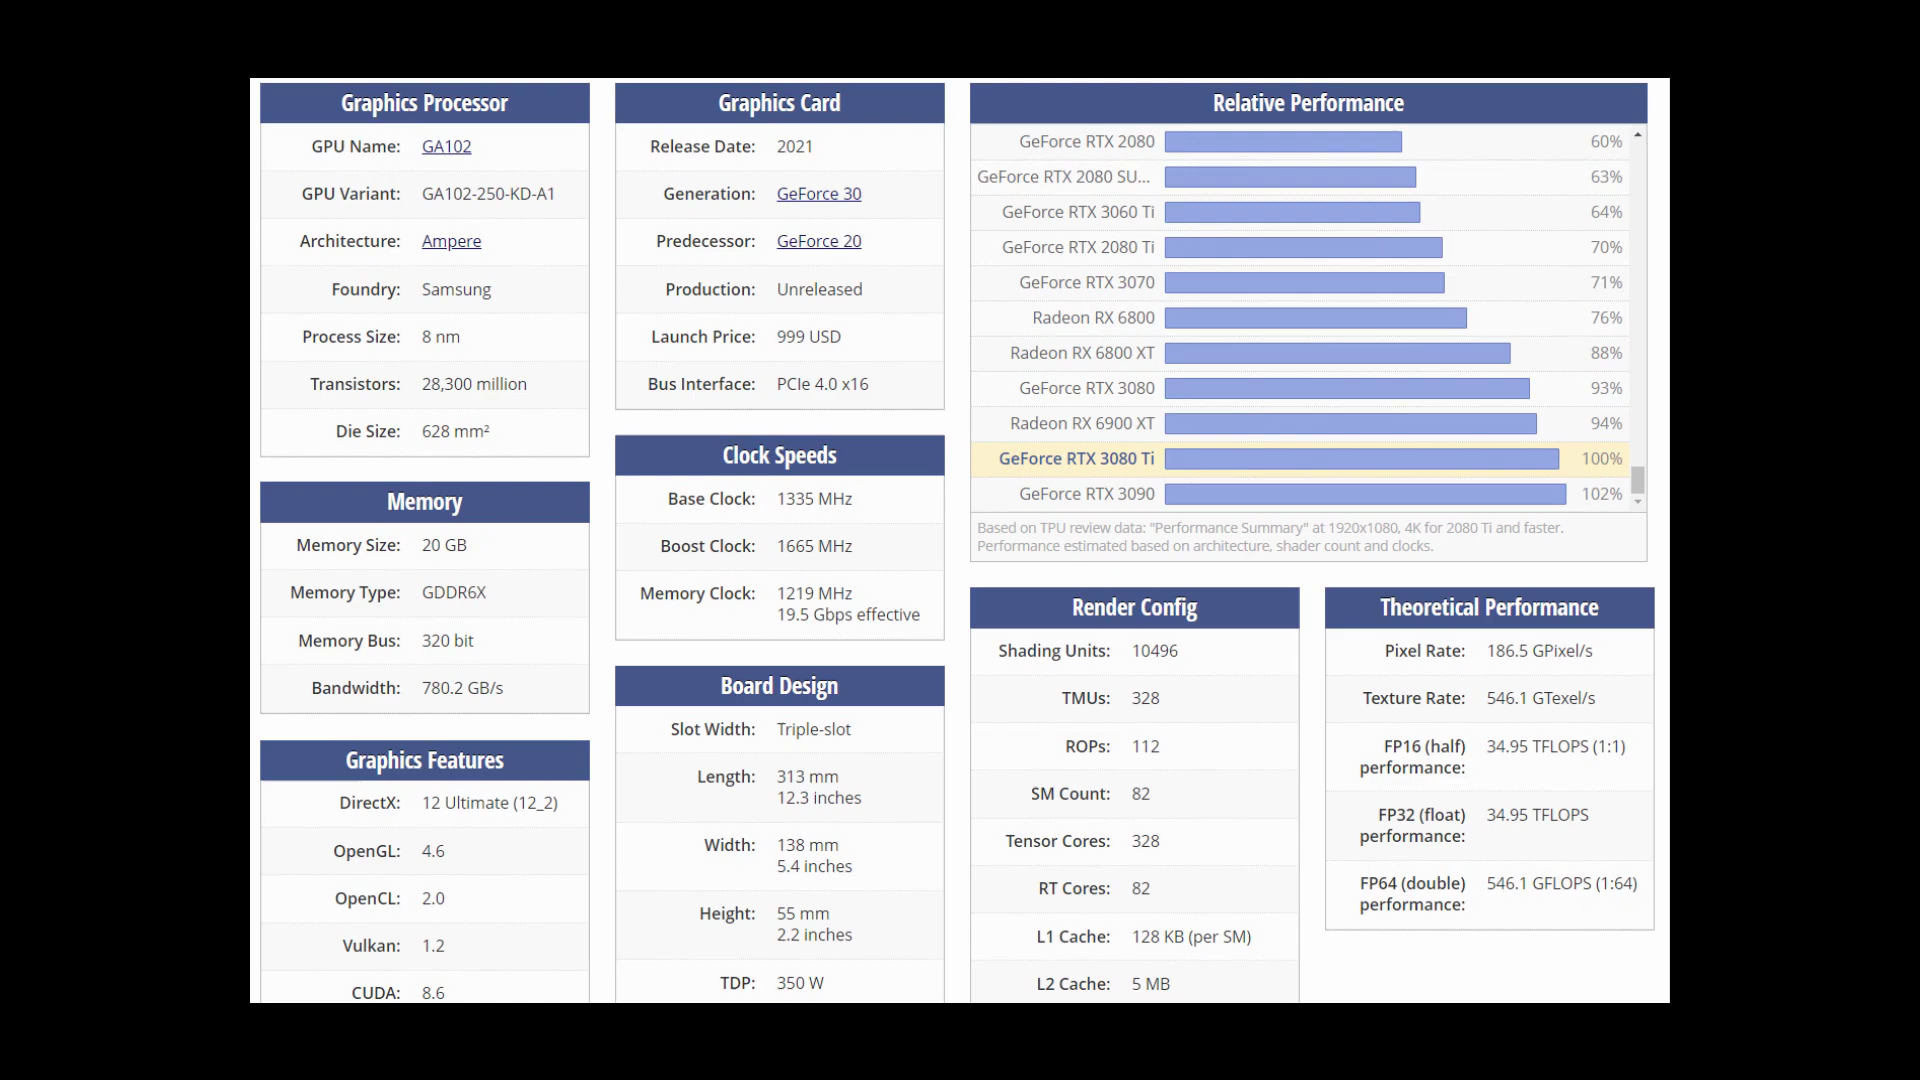 Graphics Processor
GPU Name: GA102
GPU Variant: GA102-250-KD-A1
Architecture: Ampere
Foundry: Samsung
Process Size: 8 nm
Transistors: 28,300 million
Die Size: 628 mm²
Memory
Memory Size: 20 GB
Memory Type: GDDR6X
Memory Bus: 320 bit
Bandwidth: 780.2 GB/s
Graphics Features
DirectX: 12 Ultimate (12_2)
OpenGL: 4.6
OpenCL: 2.0
Vulkan: 1.2
CUDA: 8.6
Graphics Card
Release Date: 2021
Generation: GeForce 30
Predecessor: GeForce 20
Production: Unreleased
Launch Price: 999 USD
Bus Interface: PCIe 4.0 x16
Clock Speeds
Base Clock: 1335 MHz
Boost Clock: 1665 MHz
Memory Clock: 1219 MHz
19.5 Gbps effective
Board Design
Slot Width: Triple-slot
Length: 313 mm
12.3 inches
Width: 138 mm
5.4 inches
Height: 55 mm
2.2 inches
TDP: 350 W
Relative Performance
GeForce RTX 2080 60%
GeForce RTX 2080 SU... 63%
GeForce RTX 3060 Ti 64%
GeForce RTX 2080 Ti 70%
GeForce RTX 3070 71%
Radeon RX 6800 76%
Radeon RX 6800 XT 88%
GeForce RTX 3080 93%
Radeon RX 6900 XT 94%
GeForce RTX 3080 Ti 100%
GeForce RTX 3090 102%
Based on TPU review data: "Performance Summary" at 1920x1080, 4K for 2080 Ti and faster.
Performance estimated based on architecture, shader count and clocks.
Render Config
Shading Units: 10496
TMUs: 328
ROPs: 112
SM Count: 82
Tensor Cores: 328
RT Cores: 82
L1 Cache: 128 KB (per SM)
L2 Cache: 5 MB
Theoretical Performance
Pixel Rate: 186.5 GPixel/s
Texture Rate: 546.1 GTexel/s
FP16 (half) 34.95 TFLOPS (1:1)
performance:
FP32 (float) 34.95 TFLOPS
performance:
FP64 (double) 546.1 GFLOPS (1:64)
performance: